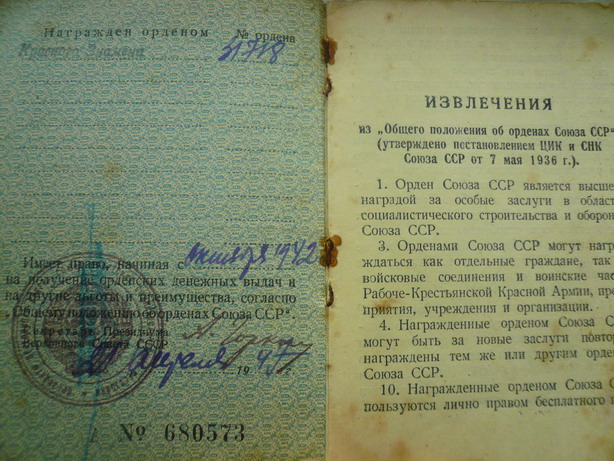 Награжден орденом № ордена
Красного Знамени
Имеет право, начиная с октября 1942
на получение орденских денежных выдач и
на другие льготы и преимущества, согласно
„Общему положению об орденах Союза ССР“.
Секретарь Президиума
Верховного Совета СССР
апреля 1947
№ 680573
ИЗВЛЕЧЕНИЯ
из „Общего положения об орденах Союза ССР“
(утверждено постановлением ЦИК и СНК
Союза ССР от 7 мая 1936 г.).
1. Орден Союза ССР является высше
наградой за особые заслуги в област
социалистического строительства и оборон
Союза ССР.
3. Орденами Союза ССР могут награ
ждаться как отдельные граждане, так
войсковые соединения и воинские час
Рабоче-Крестьянской Красной Армии, пре
приятия, учреждения и организации.
4. Награжденные орденом Союза С
могут быть за новые заслуги повтор
награждены тем же или другим орден
Союза ССР.
10. Награжденные орденом Союза С
пользуются лично правом бесплатного